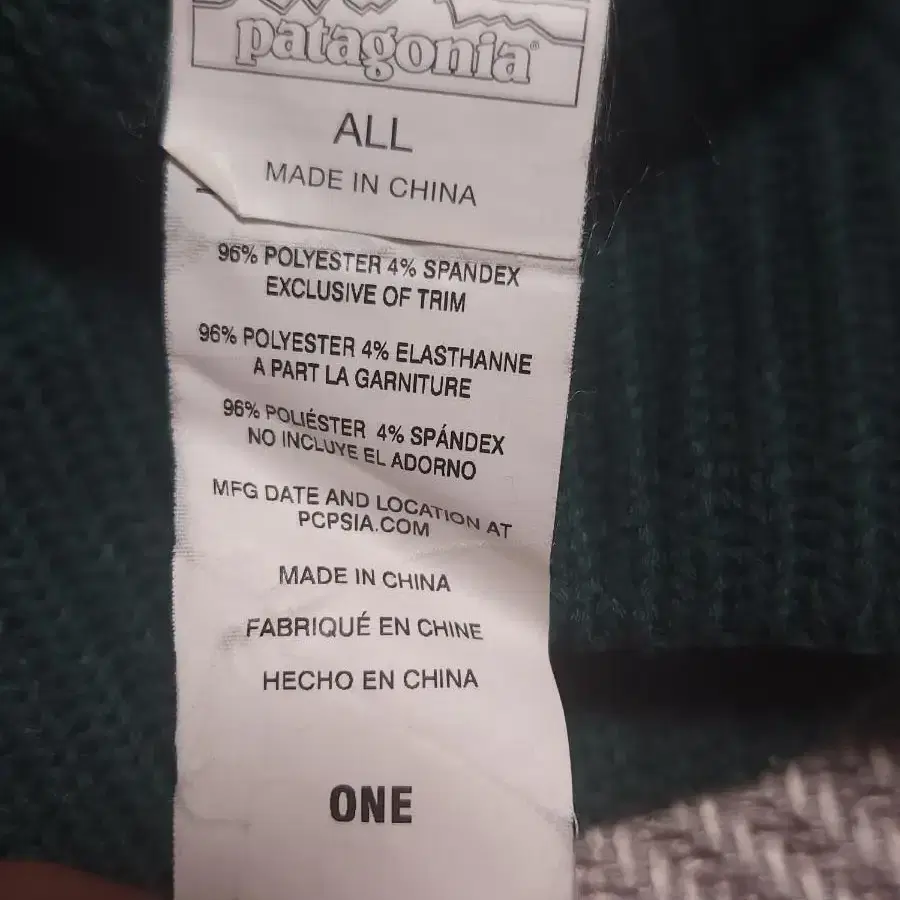 patagonia®
ALL
MADE IN CHINA
96% POLYESTER 4% SPANDEX
EXCLUSIVE OF TRIM
96% POLYESTER 4% ELASTHANNE
A PART LA GARNITURE
96% POLIÉSTER 4% SPÁNDEX
NO INCLUYE EL ADORNO
MFG DATE AND LOCATION AT
PCPSIA.COM
MADE IN CHINA
FABRIQUÉ EN CHINE
HECHO EN CHINA
ONE